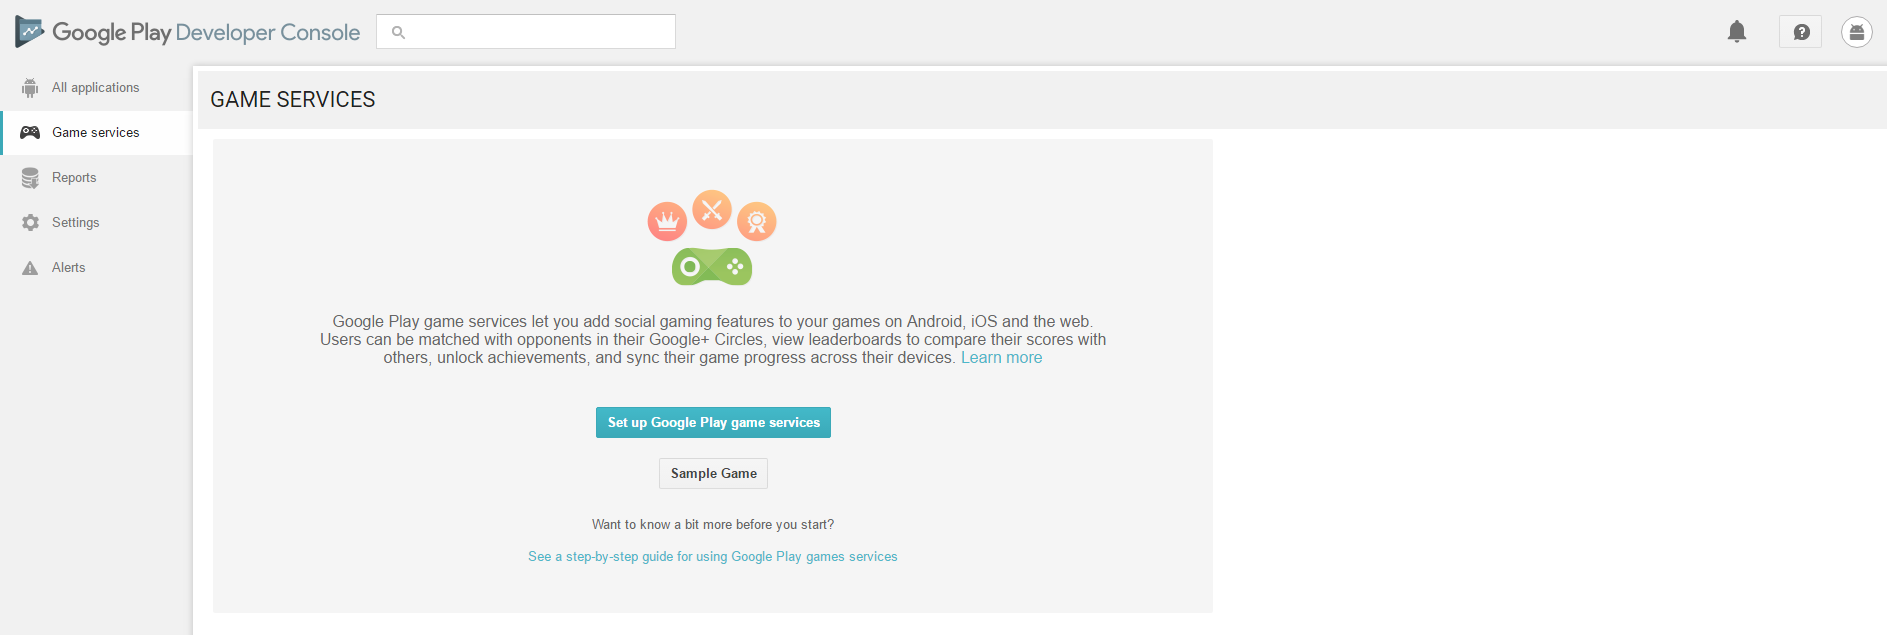 Google Play Developer Console
All applications
Game services
Reports
Settings
Alerts
GAME SERVICES
Google Play game services let you add social gaming features to your games on Android, iOS and the web.
Users can be matched with opponents in their Google+ Circles, view leaderboards to compare their scores with
others, unlock achievements, and sync their game progress across their devices. Learn more
Set up Google Play game services
Sample Game
Want to know a bit more before you start?
See a step-by-step guide for using Google Play games services